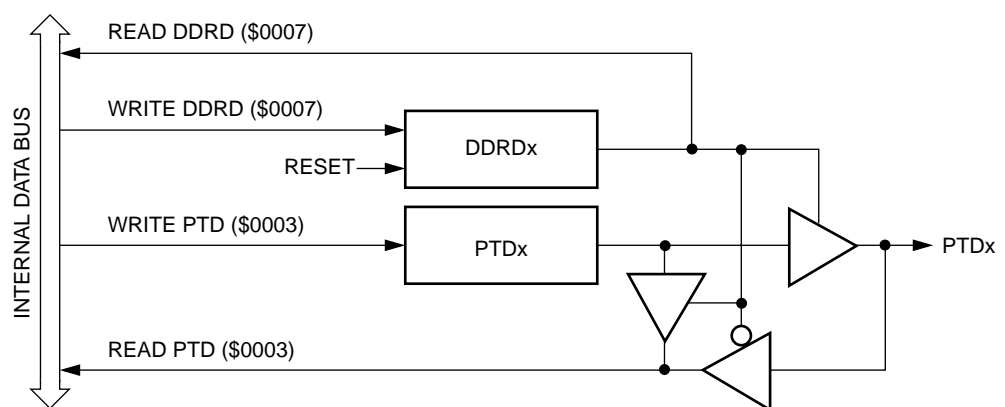 READ DDRD ($0007)
WRITE DDRD ($0007)
RESET
DDRDx
WRITE PTD ($0003)
PTDx
PTDx
READ PTD ($0003)
INTERNAL DATA BUS